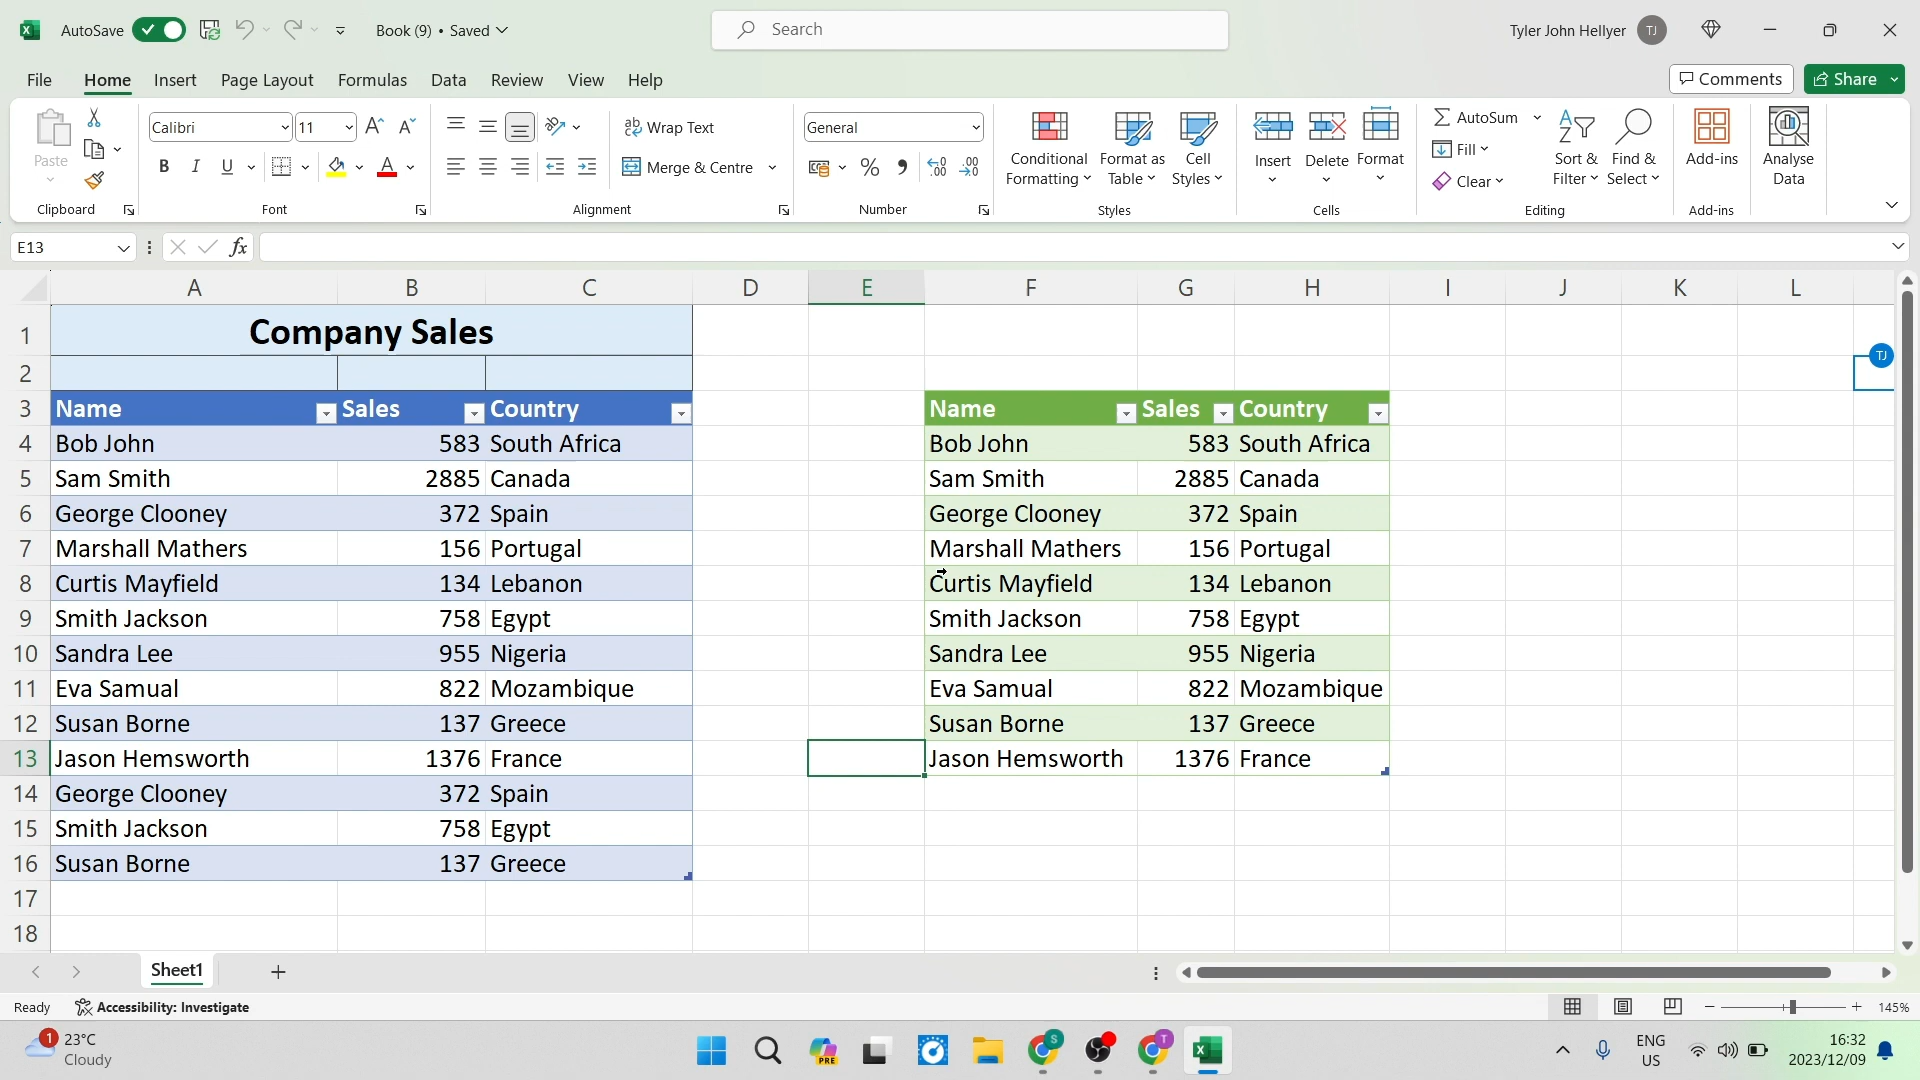 AutoSave
Book (9) • Saved
Search
Tyler John Hellyer
TJ
File Home Insert Page Layout Formulas Data Review View Help
Comments
Share
Paste
Calibri 11
B I U
A
Wrap Text
Merge & Centre
General
Conditional Formatting
Format as Table
Cell Styles
Insert
Delete
Format
AutoSum
Fill
Clear
Sort & Filter
Find & Select
Add-ins
Analyse Data
Clipboard Font Alignment Number Styles Cells Editing Add-ins
E13 fx
A B C D E F G H I J K L
1 Company Sales
2 TJ
3 Name Sales Country Name Sales Country
4 Bob John 583 South Africa Bob John 583 South Africa
5 Sam Smith 2885 Canada Sam Smith 2885 Canada
6 George Clooney 372 Spain George Clooney 372 Spain
7 Marshall Mathers 156 Portugal Marshall Mathers 156 Portugal
8 Curtis Mayfield 134 Lebanon Curtis Mayfield 134 Lebanon
9 Smith Jackson 758 Egypt Smith Jackson 758 Egypt
10 Sandra Lee 955 Nigeria Sandra Lee 955 Nigeria
11 Eva Samual 822 Mozambique Eva Samual 822 Mozambique
12 Susan Borne 137 Greece Susan Borne 137 Greece
13 Jason Hemsworth 1376 France Jason Hemsworth 1376 France
14 George Clooney 372 Spain
15 Smith Jackson 758 Egypt
16 Susan Borne 137 Greece
17
18
Sheet1
Ready Accessibility: Investigate 145%
1 23°C
Cloudy
PRE
S
T
ENG
US
16:32
2023/12/09